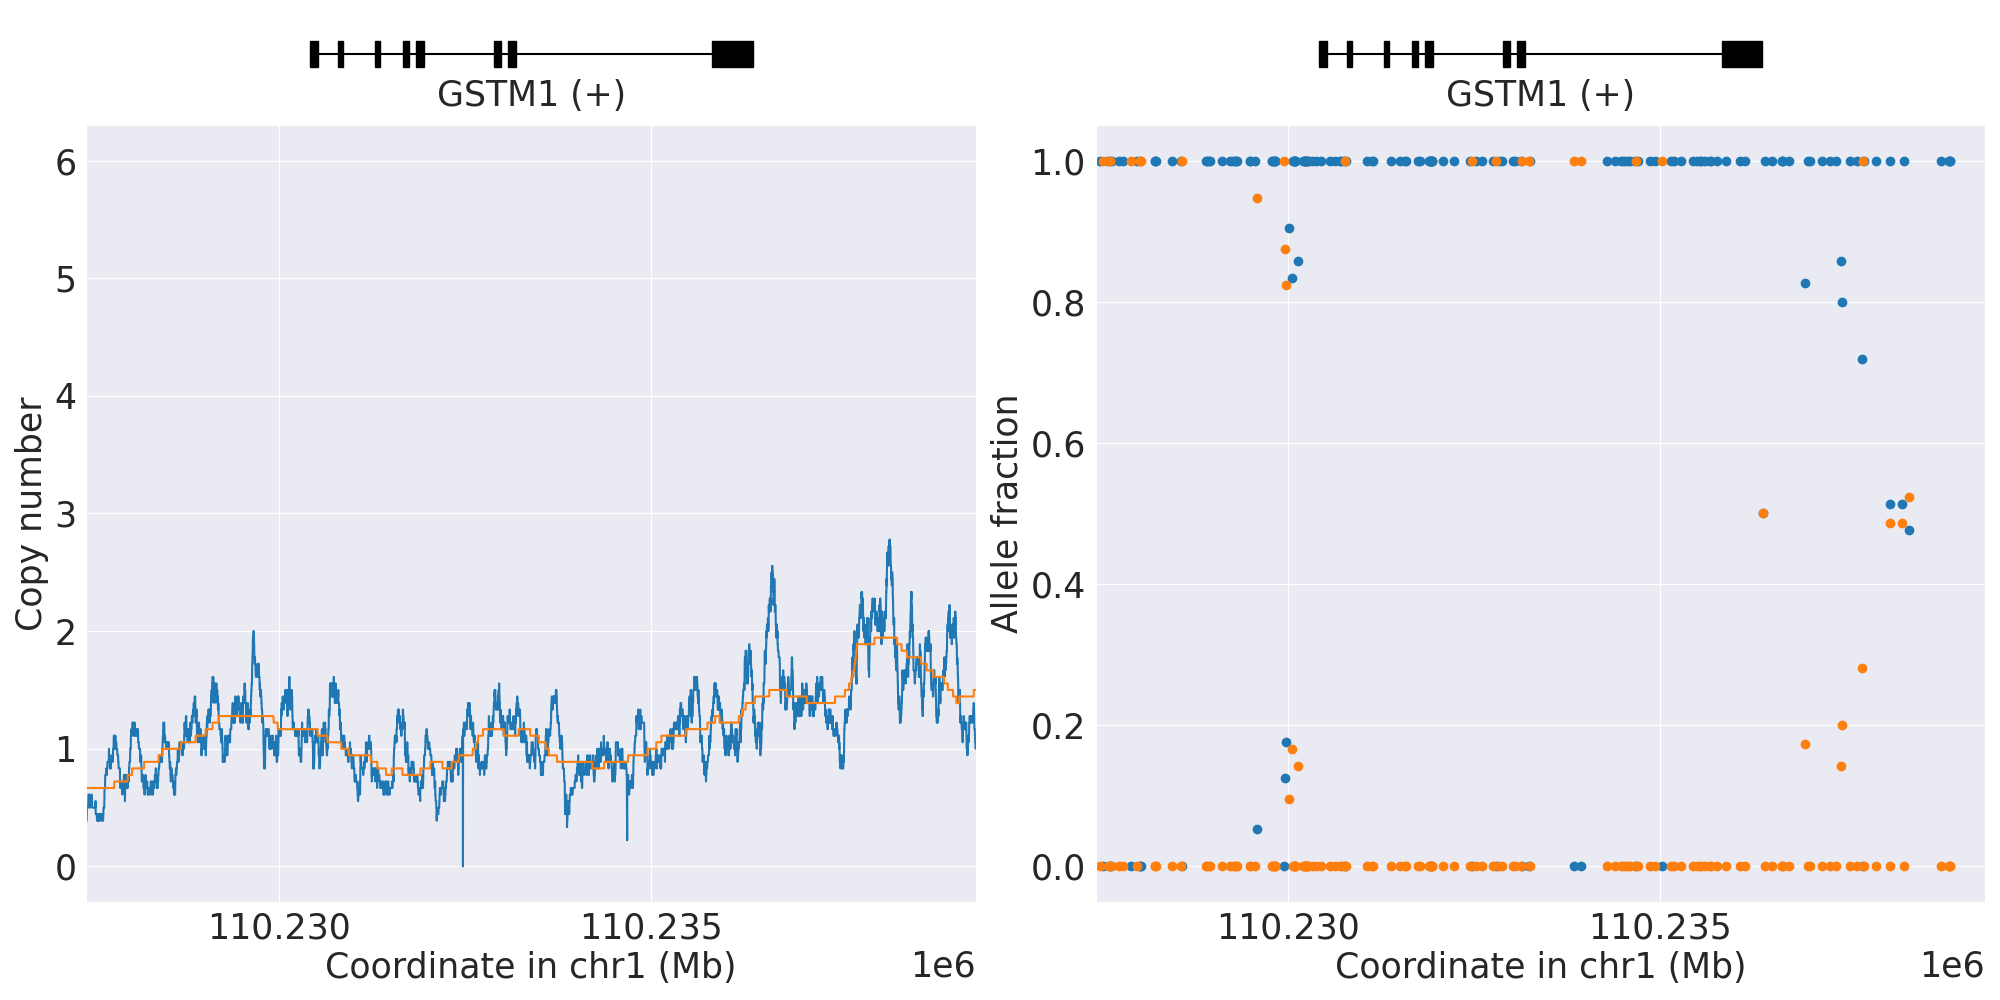 GSTM1 (+)
6
5
4
3
2
1
0
Copy number
110.230
110.235
Coordinate in chr1 (Mb)
1e6
GSTM1 (+)
1.0
0.8
0.6
0.4
0.2
0.0
Allele fraction
110.230
110.235
Coordinate in chr1 (Mb)
1e6